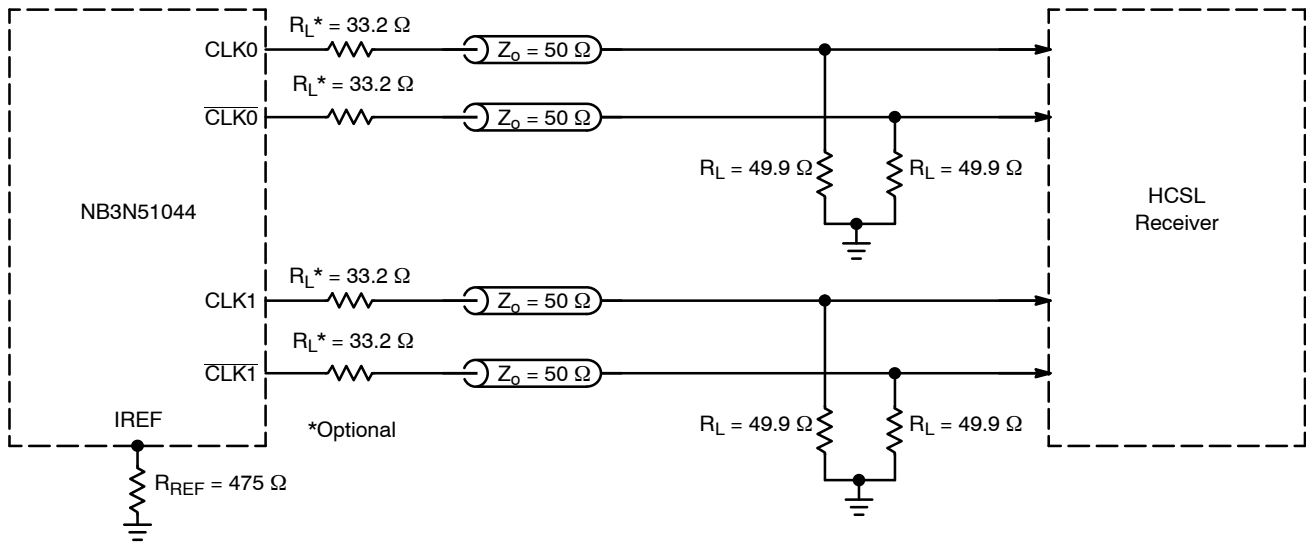 R_L* = 33.2 Ω
CLK0
Z_o = 50 Ω
R_L* = 33.2 Ω
C̅L̅K̅0̅
Z_o = 50 Ω
R_L = 49.9 Ω
R_L = 49.9 Ω
NB3N51044
HCSL
Receiver
R_L* = 33.2 Ω
CLK1
Z_o = 50 Ω
R_L* = 33.2 Ω
C̅L̅K̅1̅
Z_o = 50 Ω
IREF
*Optional
R_L = 49.9 Ω
R_L = 49.9 Ω
R_REF = 475 Ω